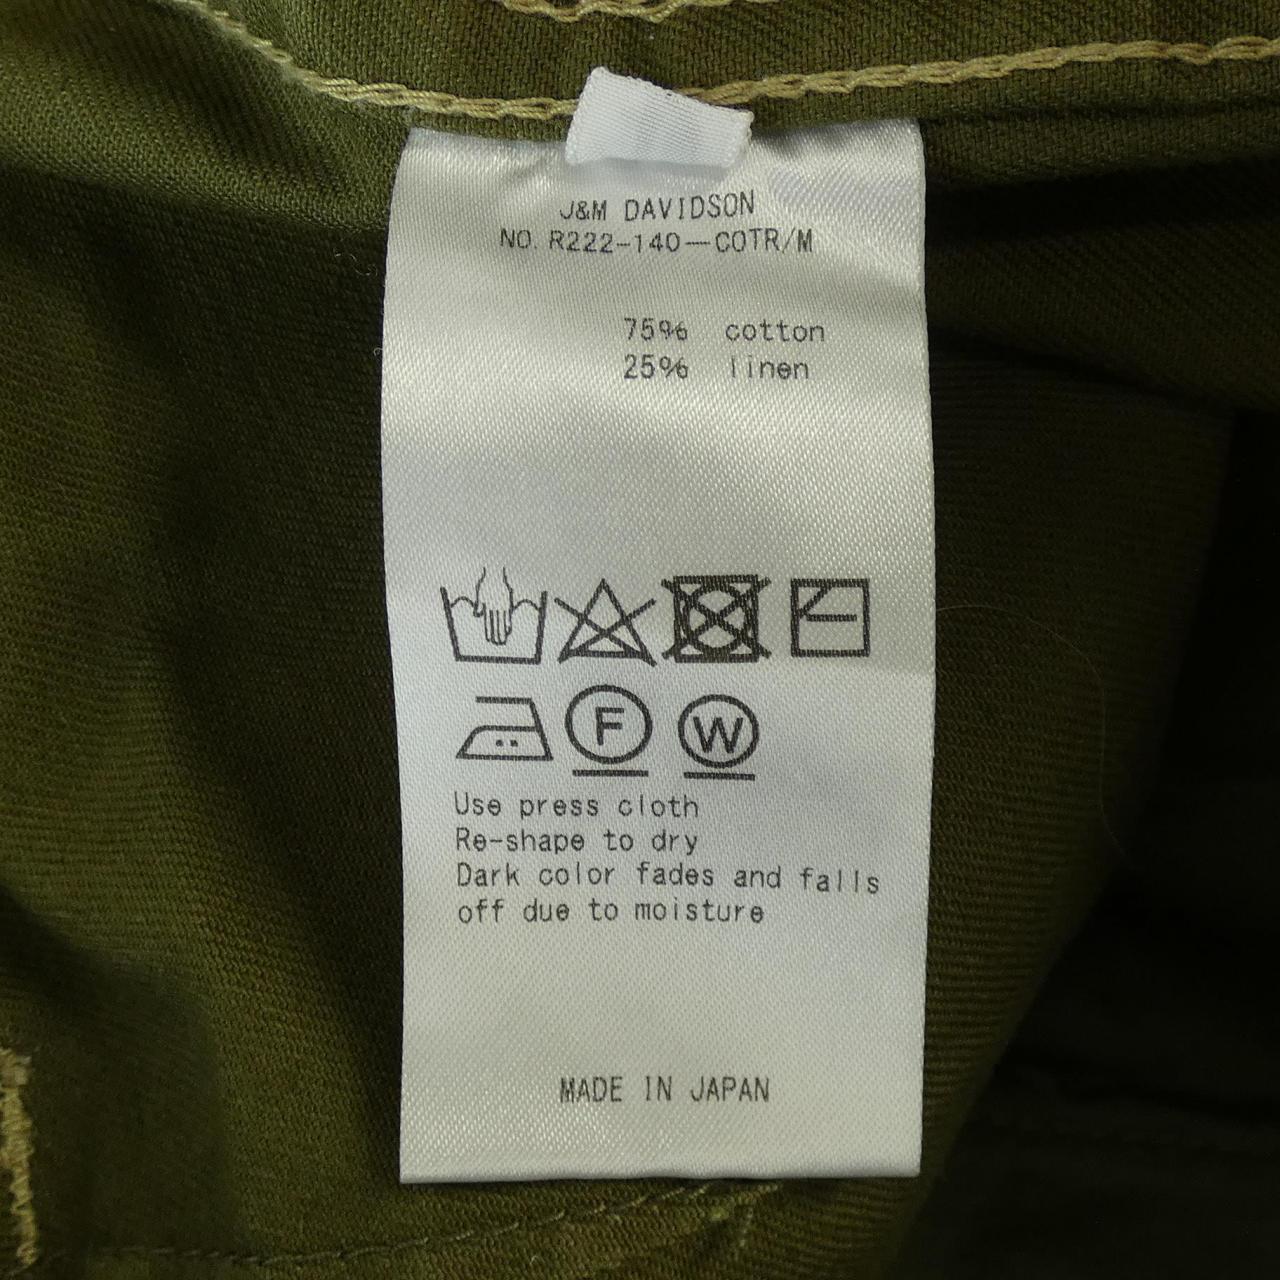 J&M DAVIDSON
NO. R222-140-COTR/M
75% cotton
25% linen
F W
Use press cloth
Re-shape to dry
Dark color fades and falls
off due to moisture
MADE IN JAPAN